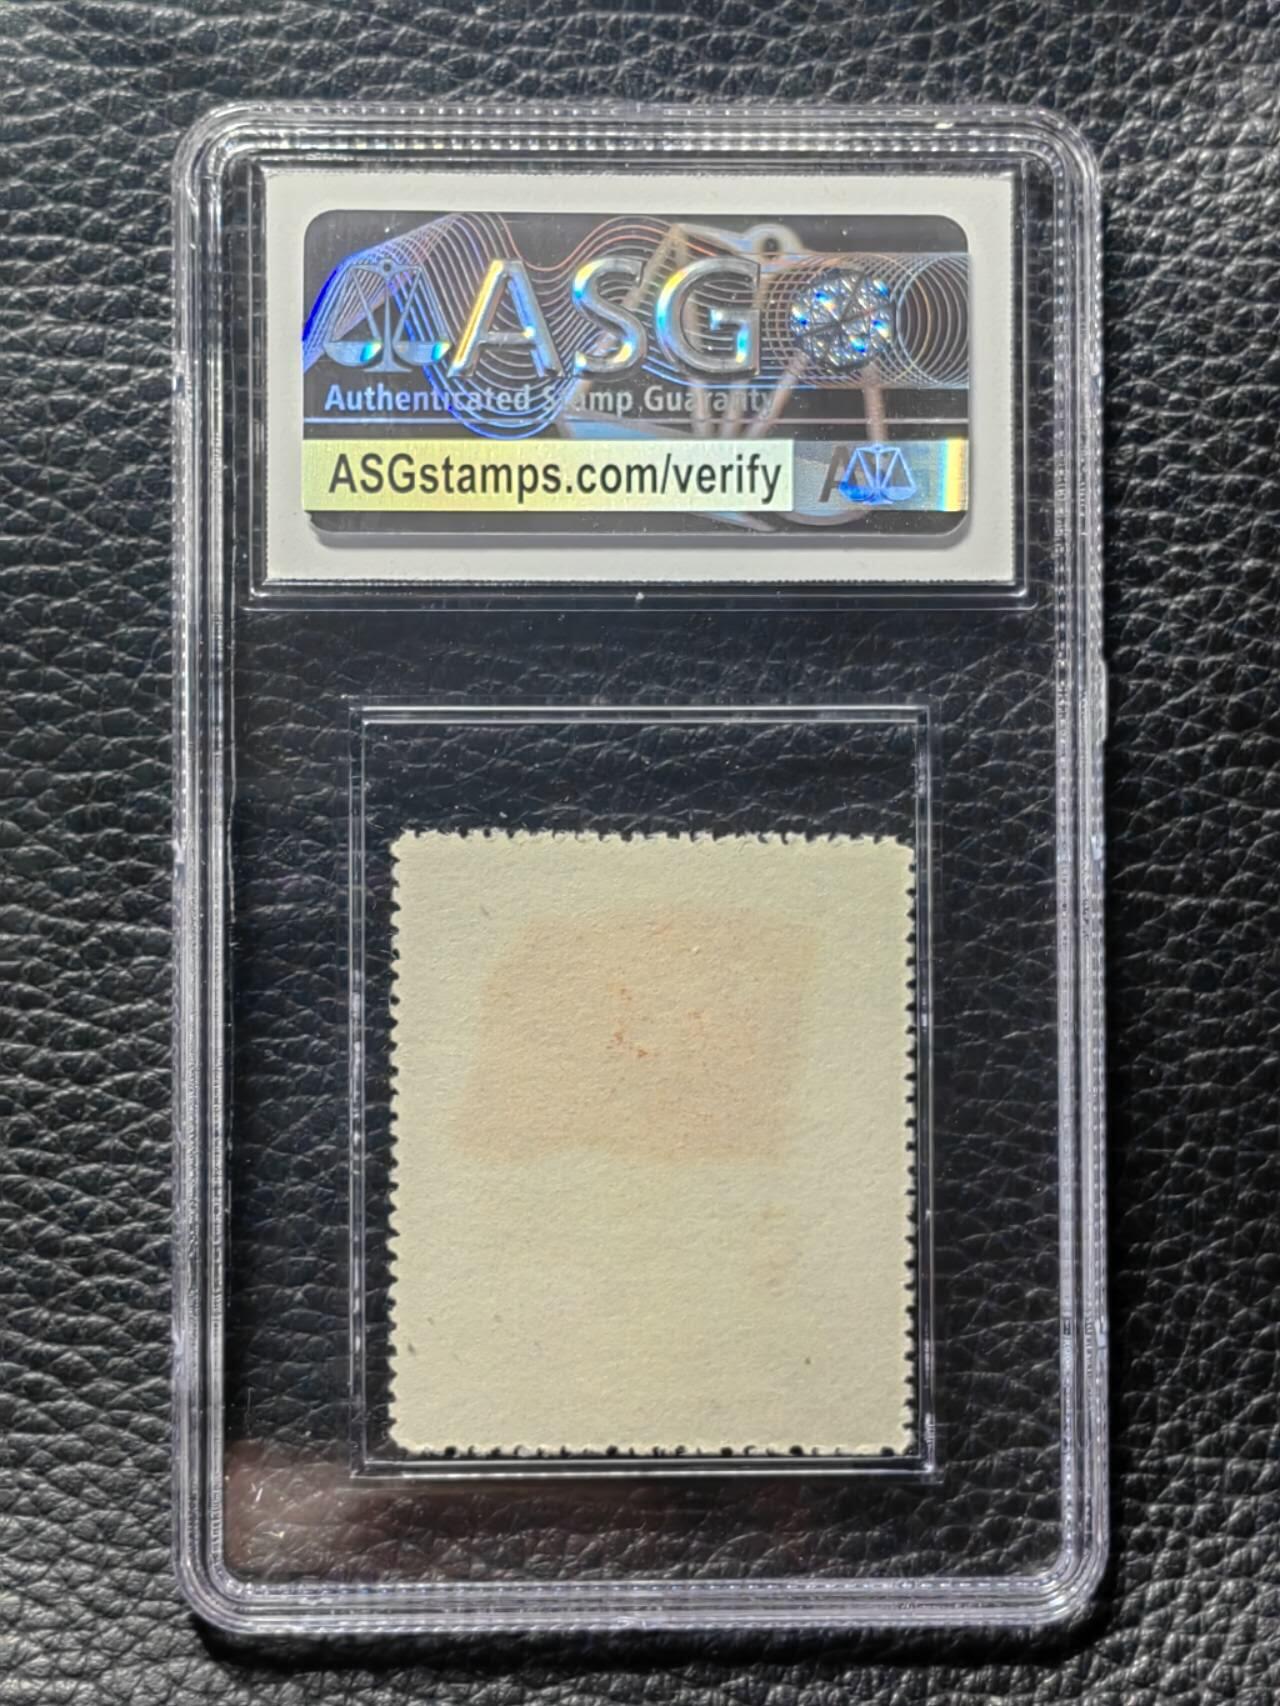 ASG
Authenticated Stamp Guaranty
ASGstamps.com/verify